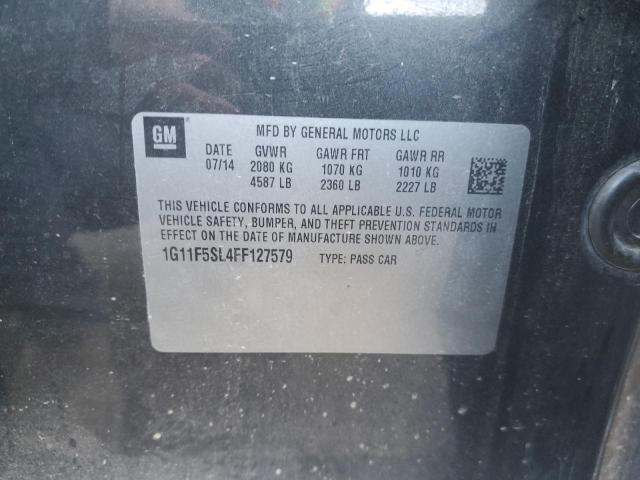 GM
MFD BY GENERAL MOTORS LLC
DATE GVWR GAWR FRT GAWR RR
07/14 2080 KG 1070 KG 1010 KG
4587 LB 2360 LB 2227 LB
THIS VEHICLE CONFORMS TO ALL APPLICABLE U.S. FEDERAL MOTOR
VEHICLE SAFETY, BUMPER, AND THEFT PREVENTION STANDARDS IN
EFFECT ON THE DATE OF MANUFACTURE SHOWN ABOVE.
1G11F5SL4FF127579 TYPE: PASS CAR